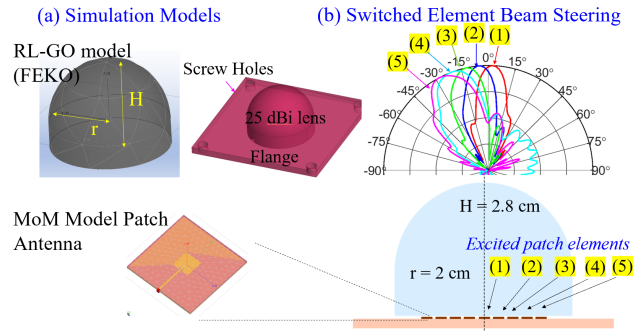 (a) Simulation Models
RL-GO model
(FEKO)
H
r
Screw Holes
25 dBi lens
Flange
MoM Model Patch
Antenna
(b) Switched Element Beam Steering
(1)
(2)
(3)
(4)
(5)
0°
-15°
15°
-30°
30°
-45°
45°
-60°
60°
-75°
75°
-90°
90°
H = 2.8 cm
Excited patch elements
(1) (2) (3) (4) (5)
r = 2 cm